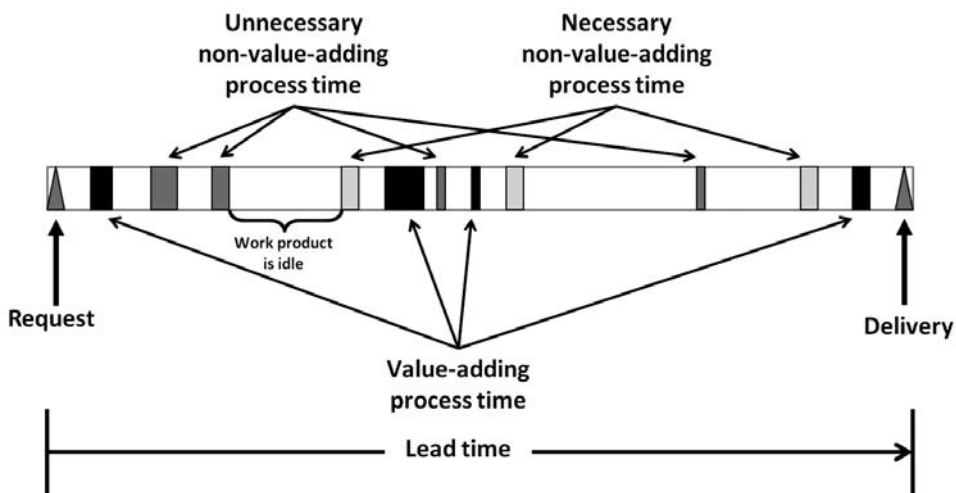 Unnecessary
non-value-adding
process time
Necessary
non-value-adding
process time
Work product
is idle
Request
Delivery
Value-adding
process time
Lead time